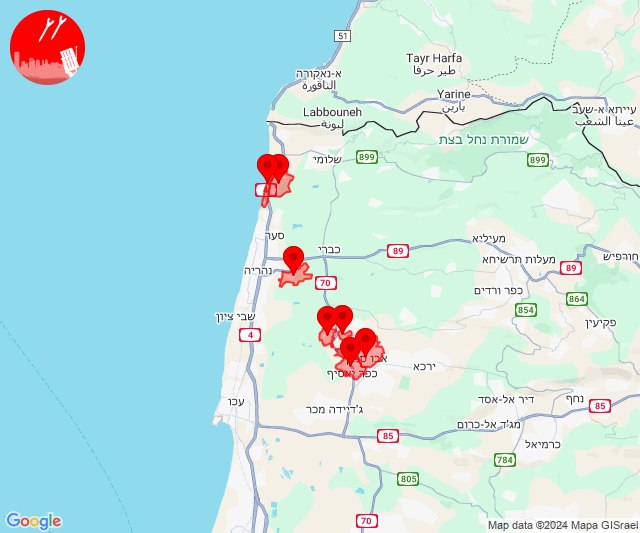 51
Tayr Harfa
טבר חרפא
א-נאקורה
الناقورة
Yarine
يارين
Labbouneh
لبونة
עייתא א-שעב
عيتا الشعب
שמורת נחל בצת
899
899
שלומי
4
סער
כברי
89
מעיליא
חורפיש
מעלות תרשיחא
89
נהריה
70
כפר ורדים
864
854
שבי ציון
פקיעין
4
אבו
ירכא
כפר יאסיף
עכו
ג'דיידה מכר
דיר אל-אסד
נחף
85
מג'ד אל-כרום
85
כרמיאל
784
805
70
Google
Map data ©2024 Mapa GISrael